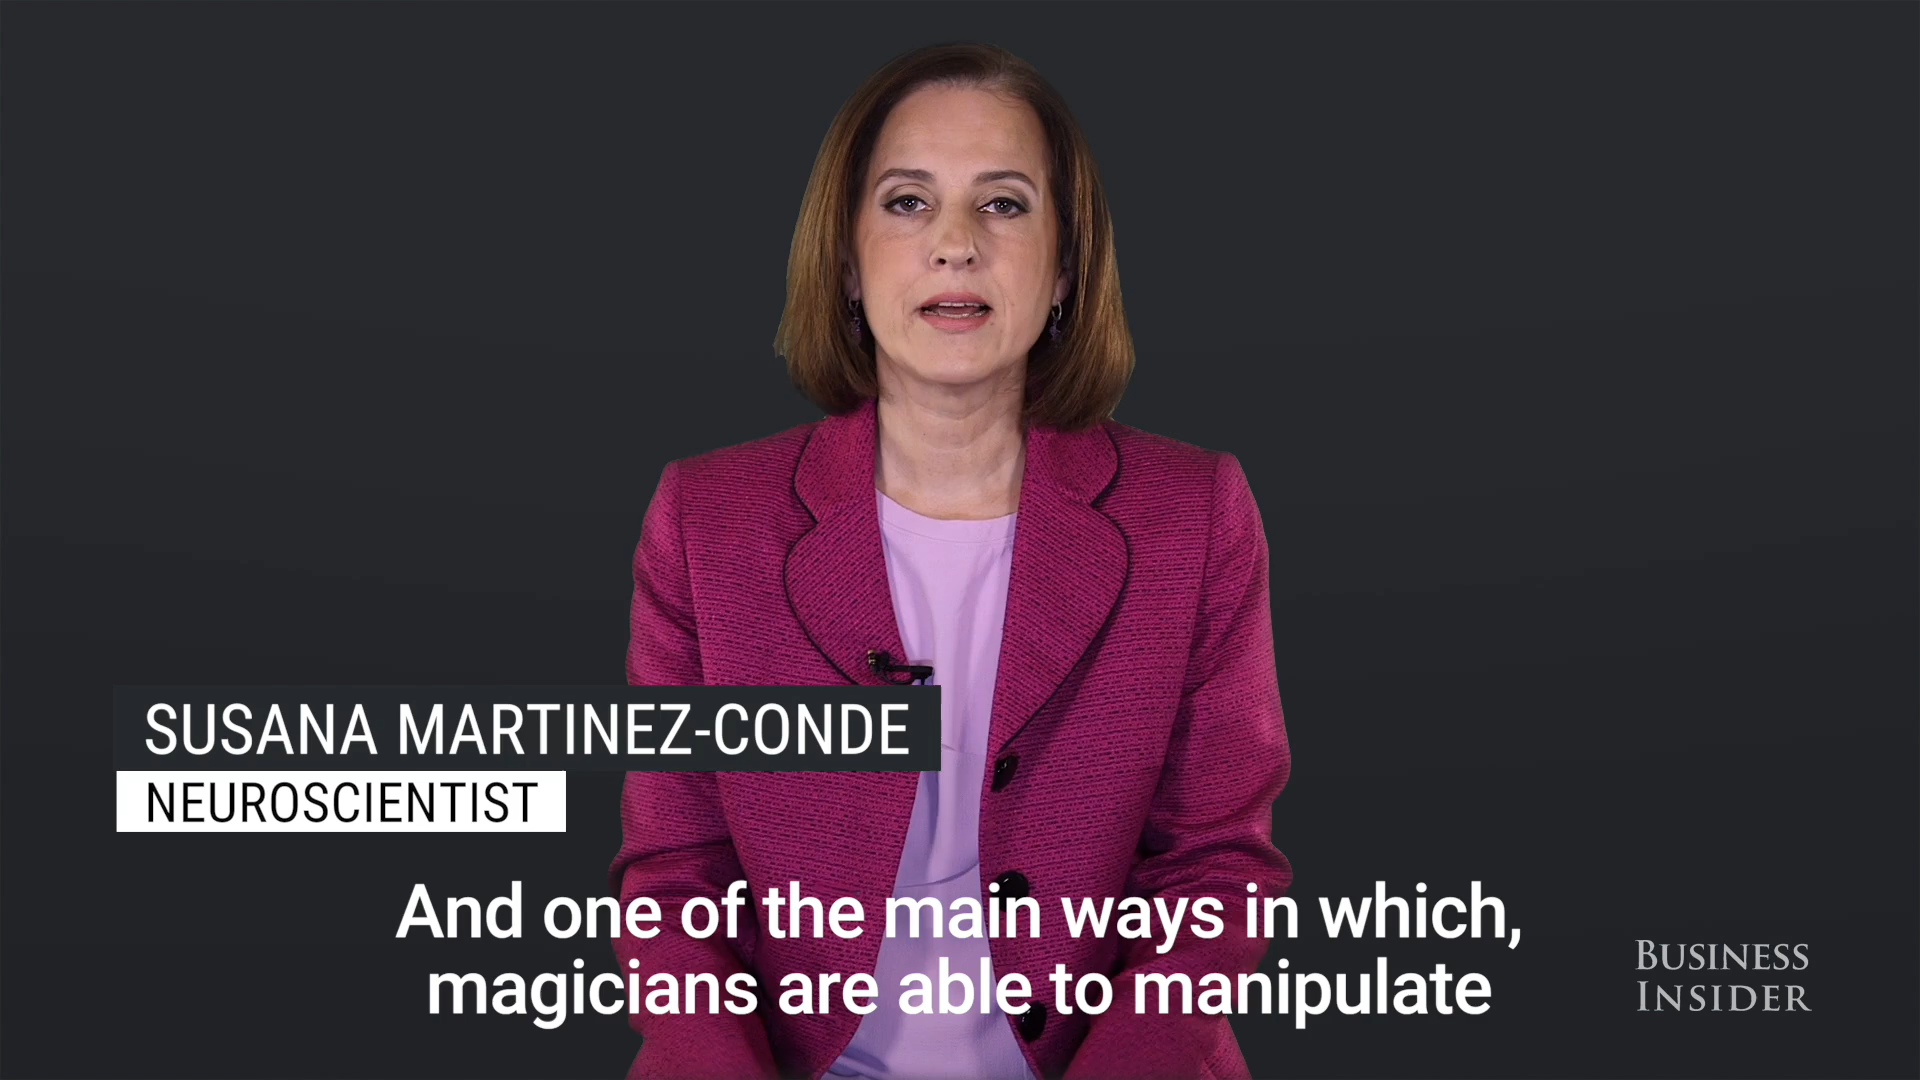 SUSANA MARTINEZ-CONDE
NEUROSCIENTIST
And one of the main ways in which,
magicians are able to manipulate
BUSINESS
INSIDER